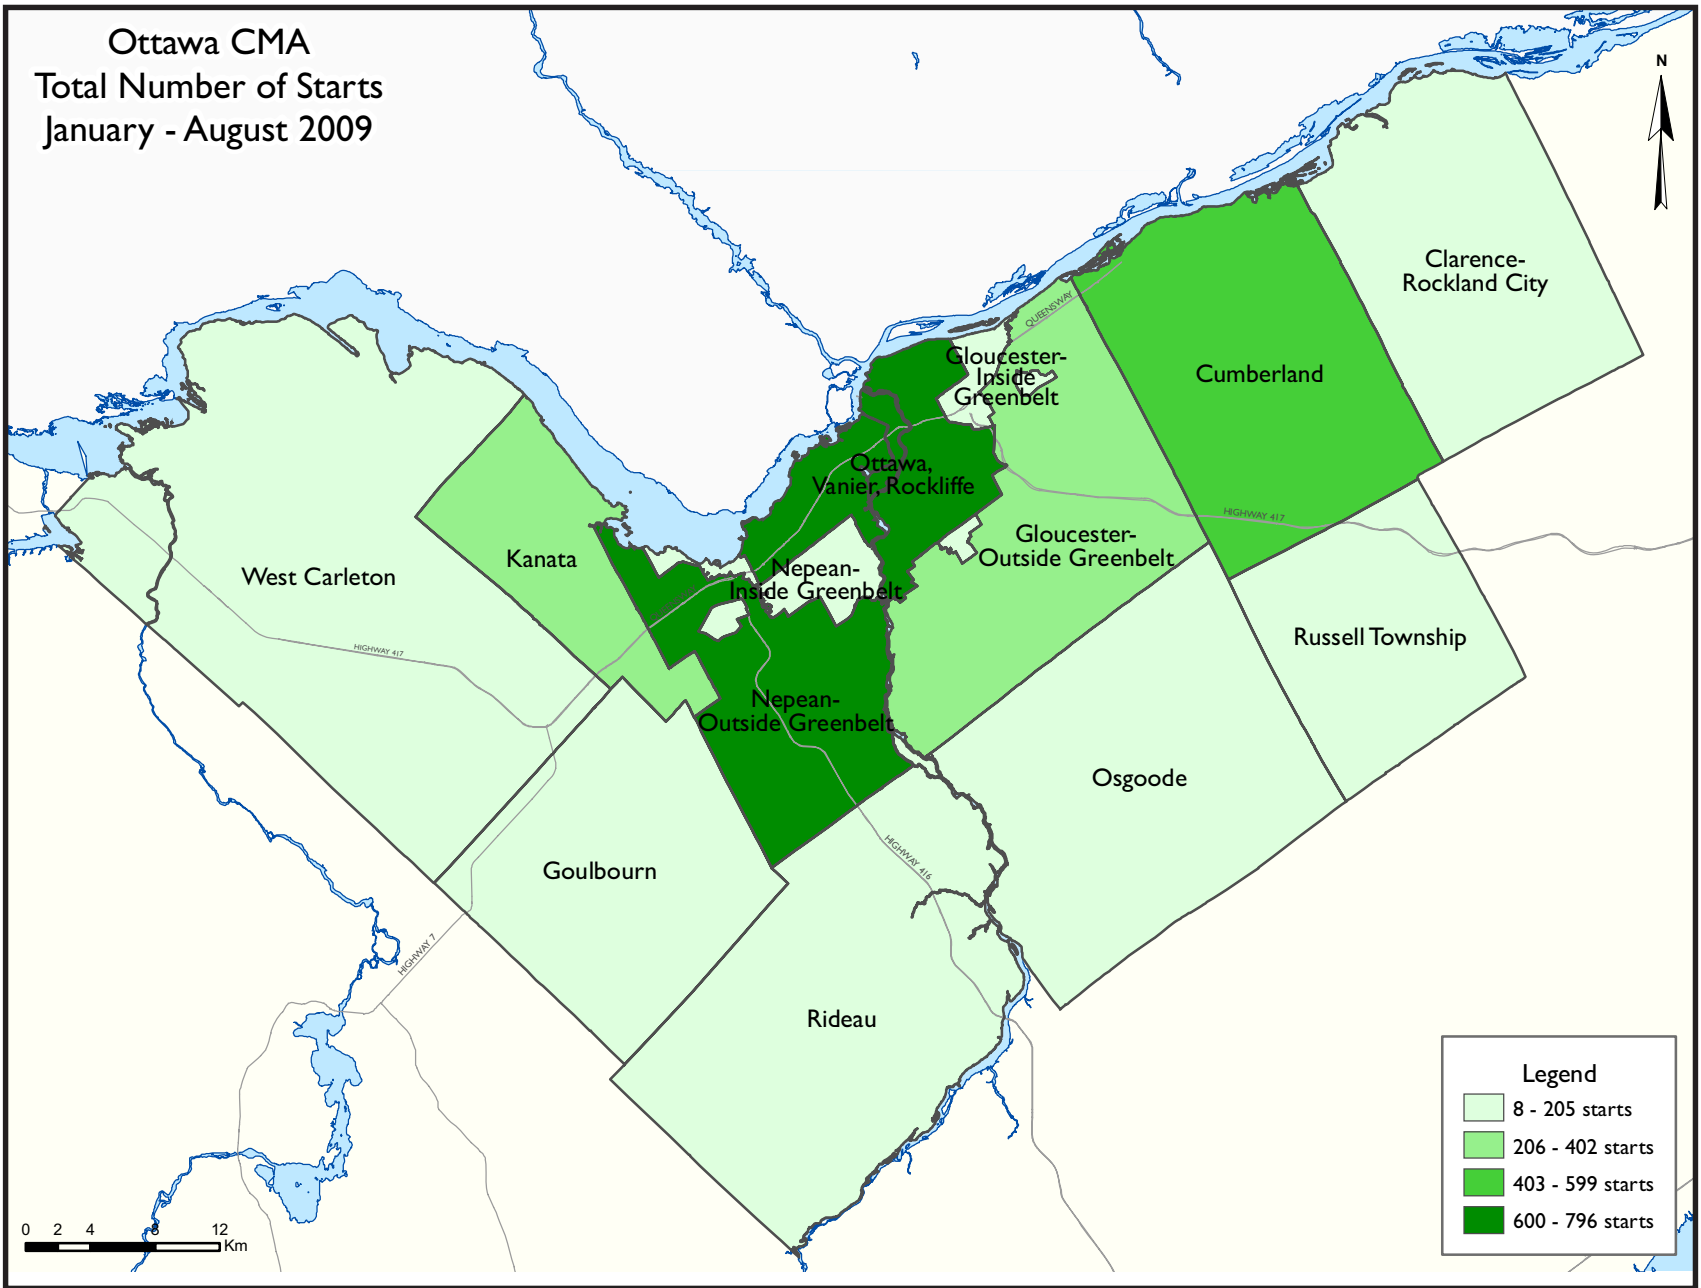 Ottawa CMA
Total Number of Starts
January - August 2009
N
Clarence-
Rockland City
QUEENSWAY
Gloucester-
Inside
Greenbelt
Cumberland
Ottawa,
Vanier, Rockliffe
HIGHWAY 417
Gloucester-
Outside Greenbelt
Kanata
West Carleton
Nepean-
Inside Greenbelt
Russell Township
HIGHWAY 417
Nepean-
Outside Greenbelt
Osgoode
Goulbourn
HIGHWAY 416
HIGHWAY 7
Rideau
Legend
8 - 205 starts
206 - 402 starts
403 - 599 starts
600 - 796 starts
0 2 4 8 12
Km